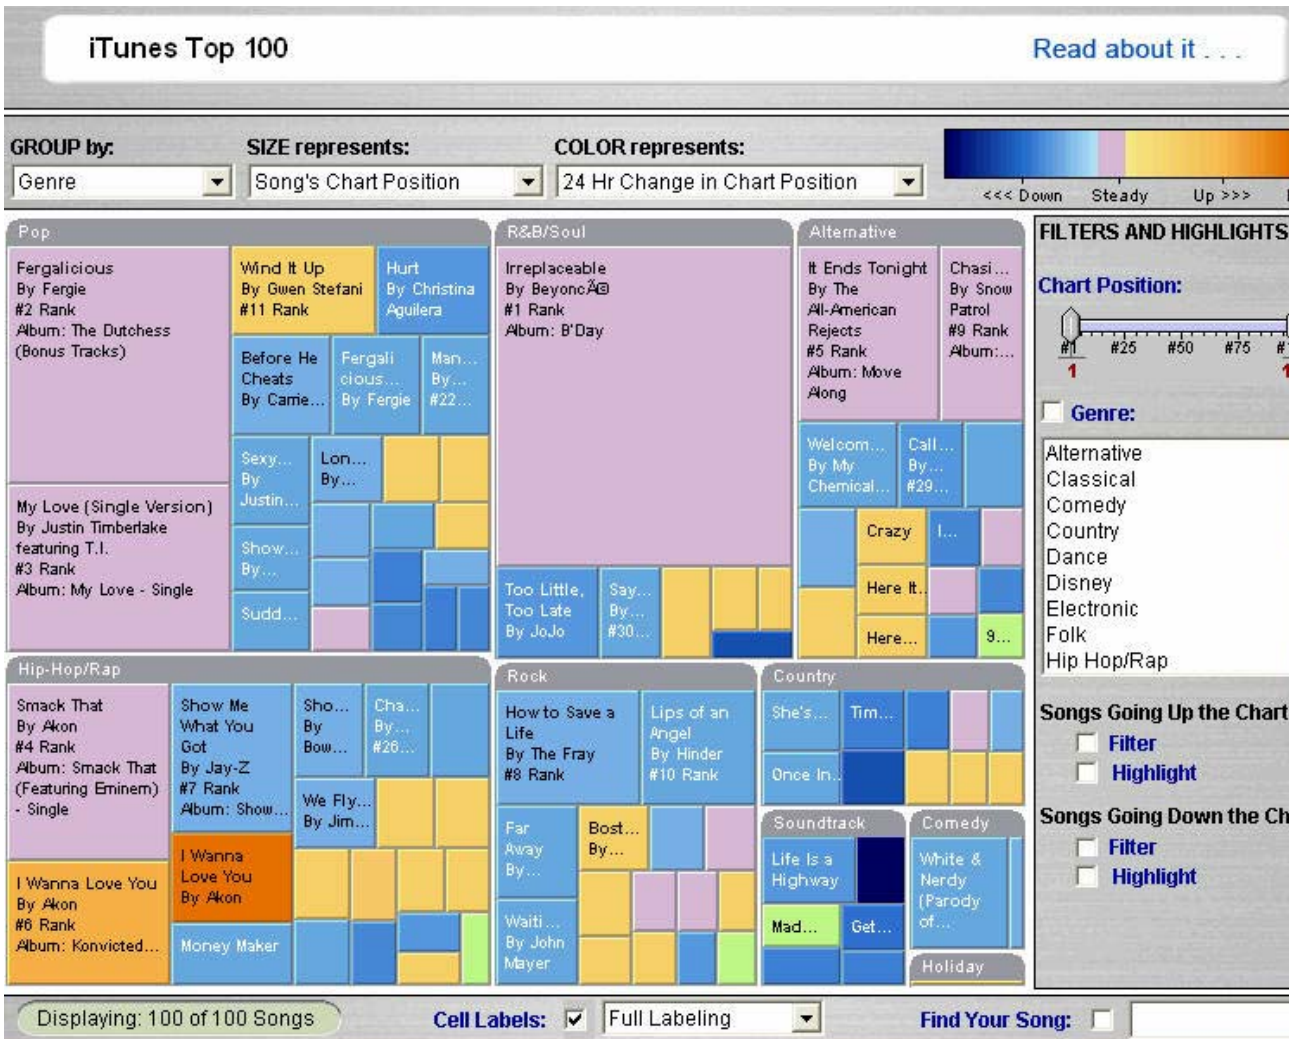 iTunes Top 100
Read about it . . .
GROUP by:
SIZE represents:
COLOR represents:
Genre
Song's Chart Position
24 Hr Change in Chart Position
<<< Down
Steady
Up >>>
Pop
Fergalicious
By Fergie
#2 Rank
Album: The Dutchess
(Bonus Tracks)
My Love (Single Version)
By Justin Timberlake
featuring T.I.
#3 Rank
Album: My Love - Single
Wind It Up
By Gwen Stefani
#11 Rank
Hurt
By Christina
Aguilera
Before He
Cheats
By Carrie...
Fergali
cious...
By Fergie
Man...
By...
#22...
Sexy...
By
Justin...
Lon...
By...
Show...
By...
Sudd...
R&B/Soul
Irreplaceable
By BeyoncÃ©
#1 Rank
Album: B'Day
Too Little,
Too Late
By JoJo
Say...
By...
#30...
Alternative
It Ends Tonight
By The
All-American
Rejects
#5 Rank
Album: Move
Along
Chasi...
By Snow
Patrol
#9 Rank
Album:...
Welcom...
By My
Chemical...
Call...
By...
#29...
Crazy
I...
Here It..
Here...
9...
Hip-Hop/Rap
Smack That
By Akon
#4 Rank
Album: Smack That
(Featuring Eminem)
- Single
I Wanna Love You
By Akon
#6 Rank
Album: Konvicted...
Show Me
What You
Got
By Jay-Z
#7 Rank
Album: Show...
I Wanna
Love You
By Akon
Money Maker
Sho...
By
Bow...
Cha...
By...
#26...
We Fly...
By Jim...
Rock
How to Save a
Life
By The Fray
#8 Rank
Lips of an
Angel
By Hinder
#10 Rank
Far
Away
By...
Bost...
By...
Waiti...
By John
Mayer
Country
She's...
Tim...
Once In..
Soundtrack
Life Is a
Highway
Mad...
Get...
Comedy
White &
Nerdy
(Parody
of...
Holiday
FILTERS AND HIGHLIGHTS
Chart Position:
#1 #25 #50 #75
1
Genre:
Alternative
Classical
Comedy
Country
Dance
Disney
Electronic
Folk
Hip Hop/Rap
Songs Going Up the Chart
Filter
Highlight
Songs Going Down the Ch
Filter
Highlight
Displaying: 100 of 100 Songs
Cell Labels:
Full Labeling
Find Your Song: